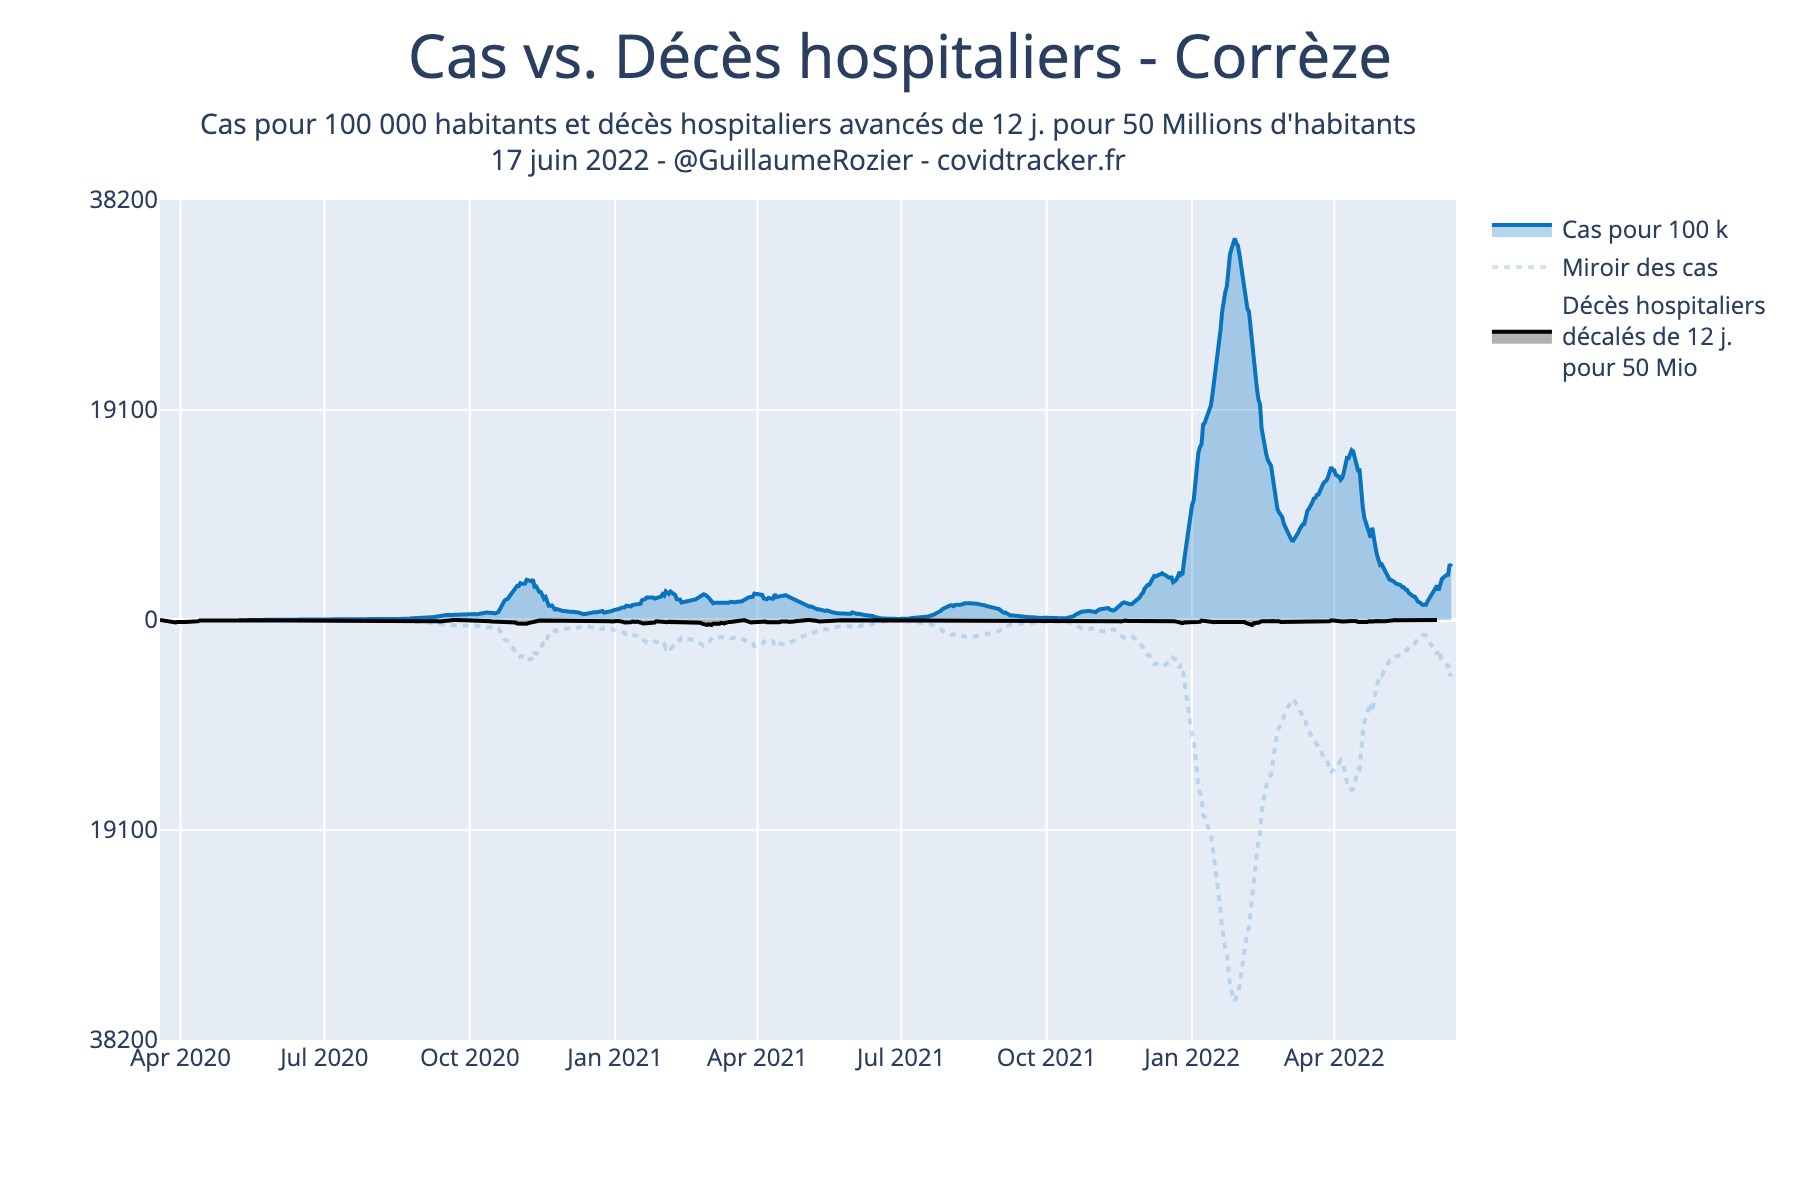 Cas vs. Décès hospitaliers - Corrèze
Cas pour 100 000 habitants et décès hospitaliers avancés de 12 j. pour 50 Millions d'habitants
17 juin 2022 - @GuillaumeRozier - covidtracker.fr
38200
19100
0
19100
38200
Apr 2020
Jul 2020
Oct 2020
Jan 2021
Apr 2021
Jul 2021
Oct 2021
Jan 2022
Apr 2022
Cas pour 100 k
Miroir des cas
Décès hospitaliers
décalés de 12 j.
pour 50 Mio